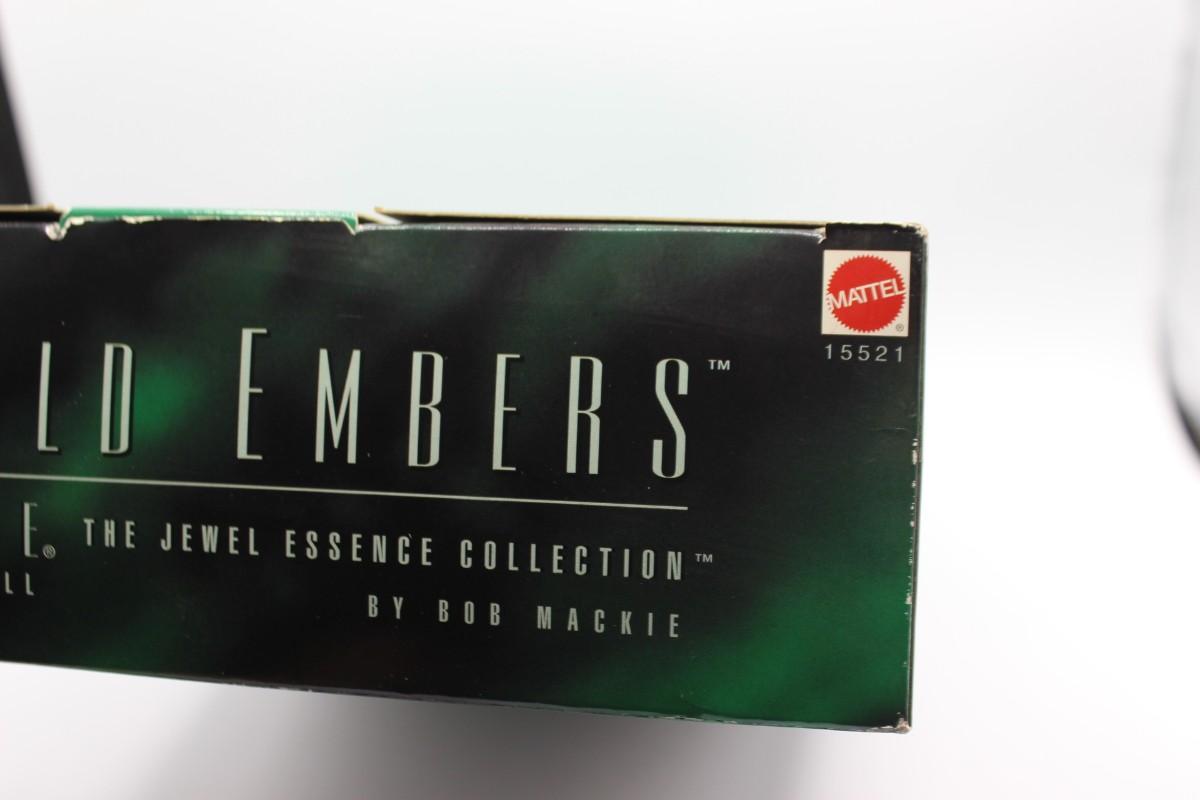 MATTEL
®
15521
LD EMBERS™
E® THE JEWEL ESSENCE COLLECTION™
LL
BY BOB MACKIE